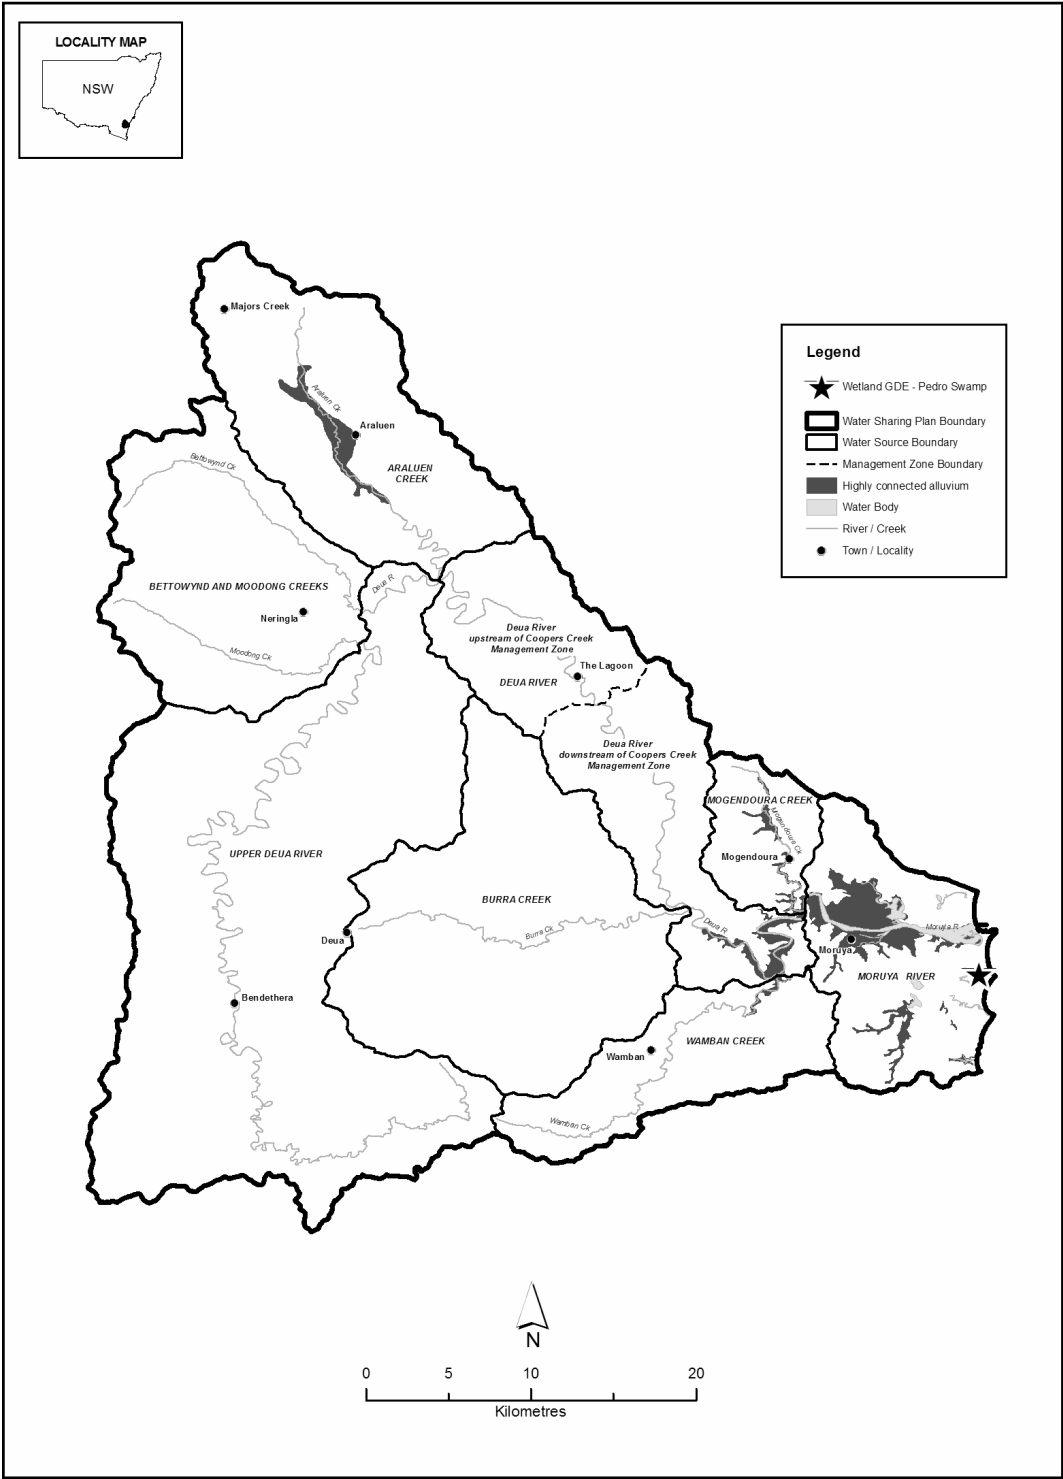 LOCALITY MAP
NSW
Majors Creek
Araluen Ck
Araluen
ARALUEN
CREEK
Legend
Wetland GDE - Pedro Swamp
Water Sharing Plan Boundary
Water Source Boundary
Management Zone Boundary
Highly connected alluvium
Water Body
River / Creek
Town / Locality
Bettowynd Ck
BETTOWYND AND MOODONG CREEKS
Deua R
Neringla
Moodong Ck
Deua River
upstream of Coopers Creek
Management Zone
The Lagoon
DEUA RIVER
Deua River
downstream of Coopers Creek
Management Zone
MOGENDOURA CREEK
Mogendoura Ck
Mogendoura
UPPER DEUA RIVER
BURRA CREEK
Burra Ck
Deua
Deua R
Moruya R
Moruya
MORUYA RIVER
Bendethera
WAMBAN CREEK
Wamban
Wamban Ck
N
0 5 10 20
Kilometres